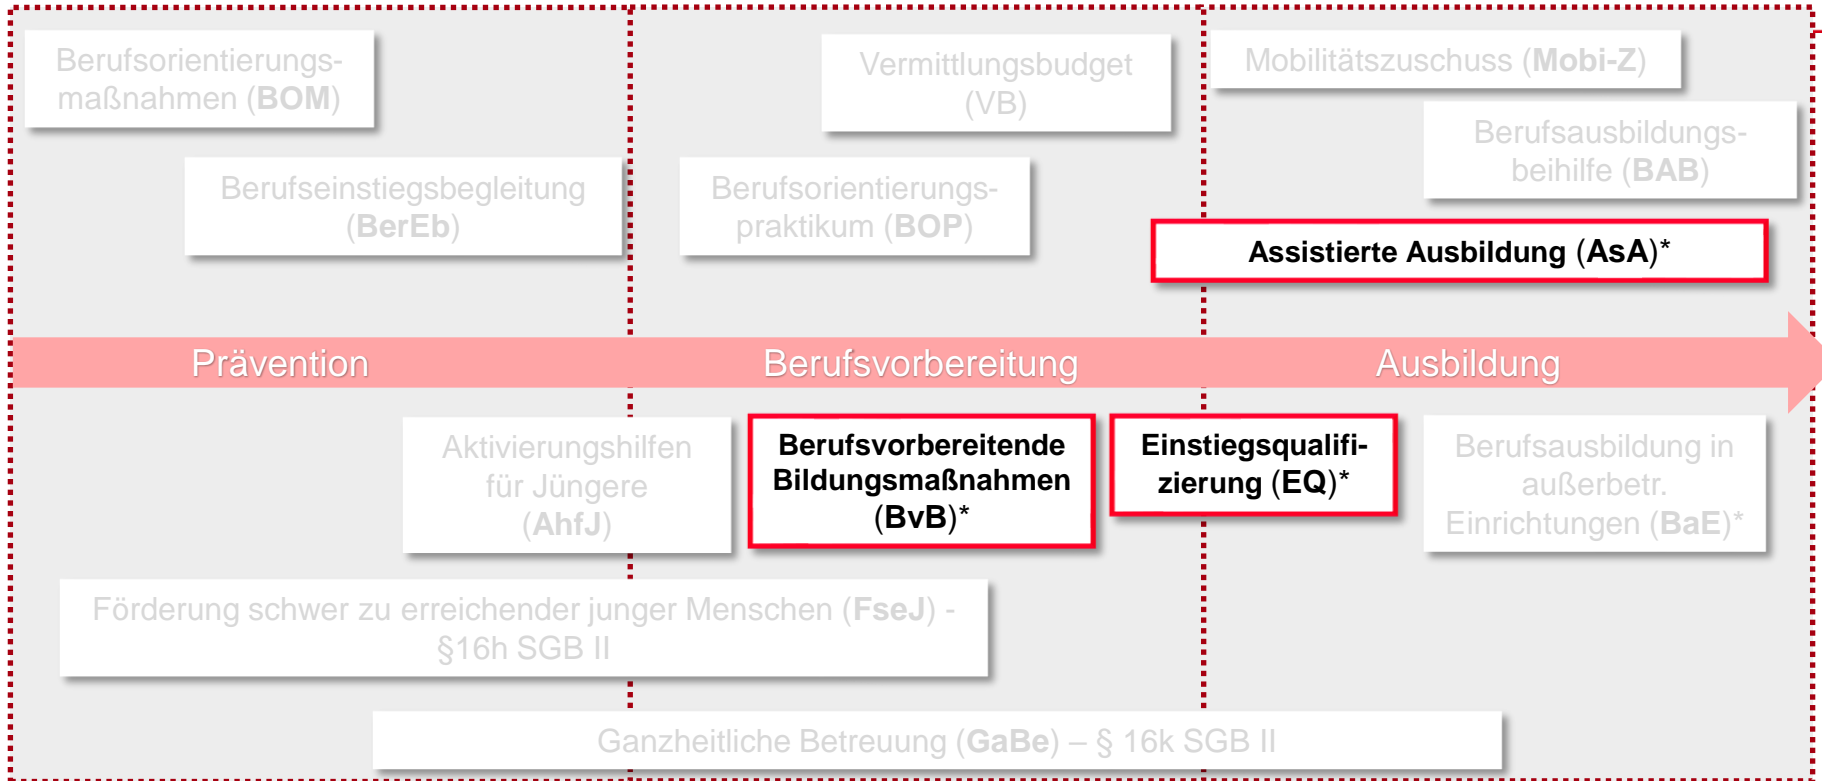 Berufsorientierungs-
maßnahmen (BOM)
Vermittlungsbudget
(VB)
Mobilitätszuschuss (Mobi-Z)
Berufsausbildungs-
beihilfe (BAB)
Berufseinstiegsbegleitung
(BerEb)
Berufsorientierungs-
praktikum (BOP)
Assistierte Ausbildung (AsA)*
Prävention
Berufsvorbereitung
Ausbildung
Aktivierungshilfen
für Jüngere
(AhfJ)
Berufsvorbereitende
Bildungsmaßnahmen
(BvB)*
Einstiegsqualifi-
zierung (EQ)*
Berufsausbildung in
außerbetr.
Einrichtungen (BaE)*
Förderung schwer zu erreichender junger Menschen (FseJ) -
§16h SGB II
Ganzheitliche Betreuung (GaBe) – § 16k SGB II